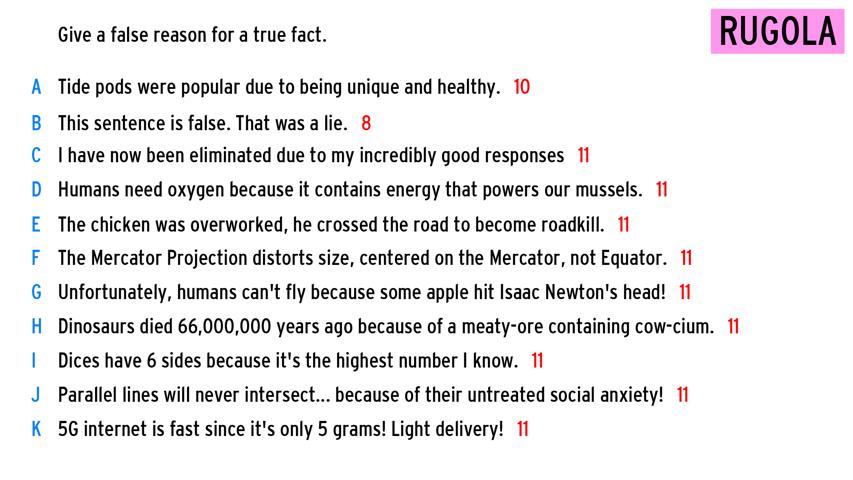 Give a false reason for a true fact.
RUGOLA
A Tide pods were popular due to being unique and healthy. 10
B This sentence is false. That was a lie. 8
C I have now been eliminated due to my incredibly good responses 11
D Humans need oxygen because it contains energy that powers our mussels. 11
E The chicken was overworked, he crossed the road to become roadkill. 11
F The Mercator Projection distorts size, centered on the Mercator, not Equator. 11
G Unfortunately, humans can't fly because some apple hit Isaac Newton's head! 11
H Dinosaurs died 66,000,000 years ago because of a meaty-ore containing cow-cium. 11
I Dices have 6 sides because it's the highest number I know. 11
J Parallel lines will never intersect... because of their untreated social anxiety! 11
K 5G internet is fast since it's only 5 grams! Light delivery! 11